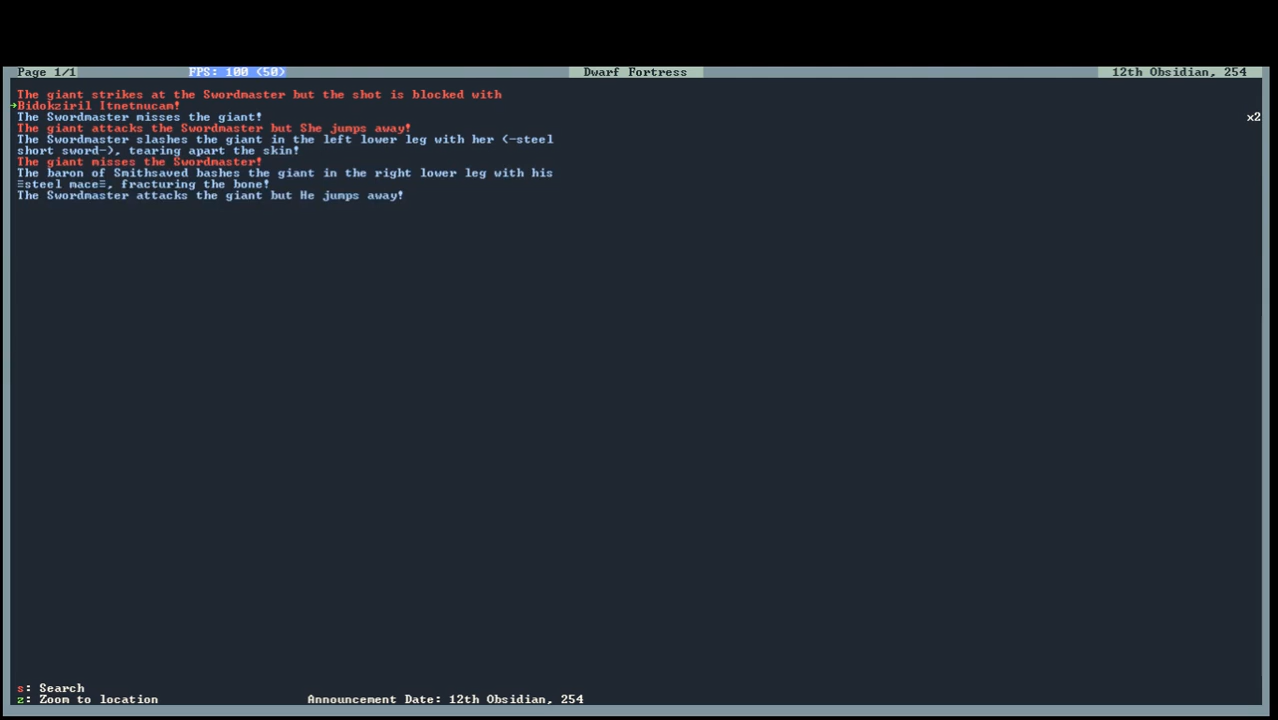 Page 1/1 FPS: 100 (50) Dwarf Fortress 12th Obsidian, 254
The giant strikes at the Swordmaster but the shot is blocked with
→Bidokziril Itnetnucam!
The Swordmaster misses the giant! x2
The giant attacks the Swordmaster but She jumps away!
The Swordmaster slashes the giant in the left lower leg with her (-steel
short sword-), tearing apart the skin!
The giant misses the Swordmaster!
The baron of Smithsaved bashes the giant in the right lower leg with his
≡steel mace≡, fracturing the bone!
The Swordmaster attacks the giant but He jumps away!
s: Search
z: Zoom to location Announcement Date: 12th Obsidian, 254